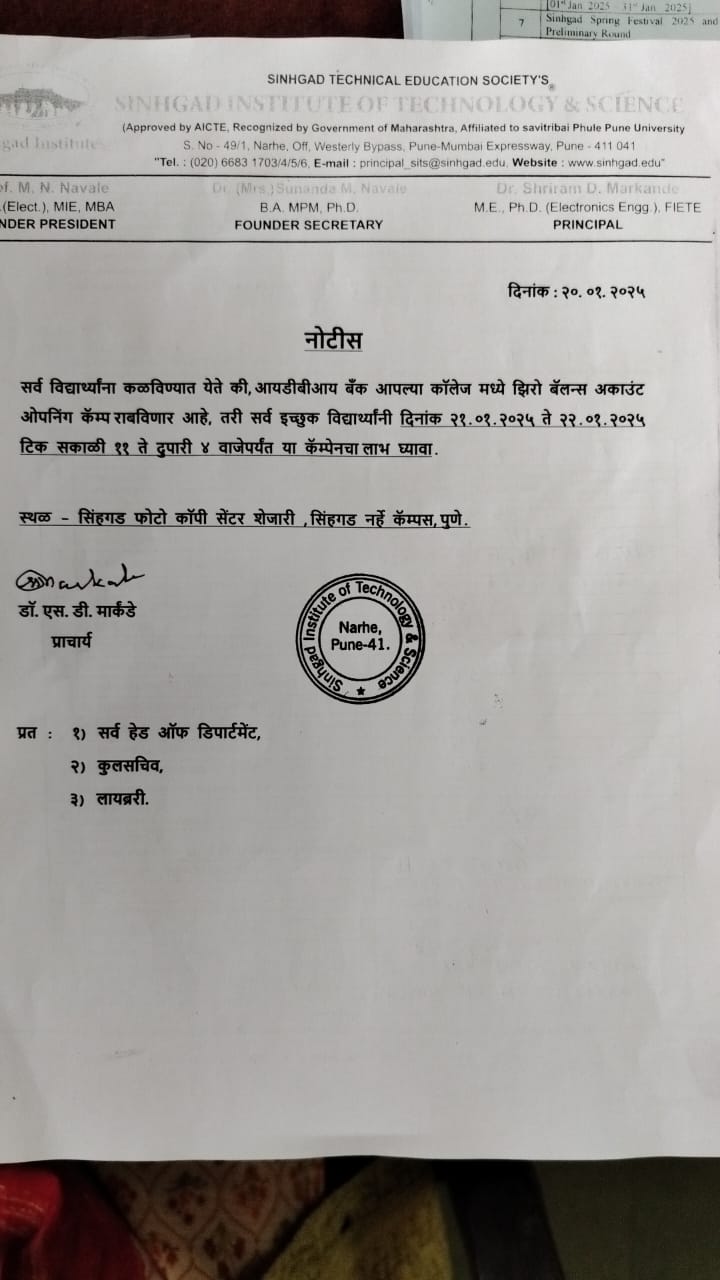 [01st Jan 2025 - 31st Jan 2025]
7 Sinhgad Spring Festival 2025 and
Preliminary Round
SINHGAD TECHNICAL EDUCATION SOCIETY'S
SINHGAD INSTITUTE OF TECHNOLOGY & SCIENCE
(Approved by AICTE, Recognized by Government of Maharashtra, Affiliated to savitribai Phule Pune University
gad Institutes
S. No - 49/1, Narhe, Off, Westerly Bypass, Pune-Mumbai Expressway, Pune - 411 041
"Tel. : (020) 6683 1703/4/5/6, E-mail : principal_sits@sinhgad.edu, Website : www.sinhgad.edu"
of. M. N. Navale Dr. (Mrs.) Sunanda M. Navale Dr. Shriram D. Markande
(Elect.), MIE, MBA B.A. MPM, Ph.D. M.E., Ph.D. (Electronics Engg.), FIETE
NDER PRESIDENT FOUNDER SECRETARY PRINCIPAL
दिनांक : २०. ०१. २०२५
नोटीस
सर्व विद्यार्थ्यांना कळविण्यात येते की, आयडीबीआय बँक आपल्या कॉलेज मध्ये झिरो बॅलन्स अकाउंट
ओपनिंग कॅम्प राबविणार आहे, तरी सर्व इच्छुक विद्यार्थ्यांनी दिनांक २१.०१.२०२५ ते २२.०१.२०२५
टिक सकाळी ११ ते दुपारी ४ वाजेपर्यंत या कॅम्पेनचा लाभ घ्यावा.
स्थळ - सिंहगड फोटो कॉपी सेंटर शेजारी , सिंहगड नर्हे कॅम्पस, पुणे.
डॉ. एस. डी. मार्कंडे
प्राचार्य
Sinhgad Institute of Technology & Science
Narhe,
Pune-41.
प्रत : १) सर्व हेड ऑफ डिपार्टमेंट,
२) कुलसचिव,
३) लायब्ररी.